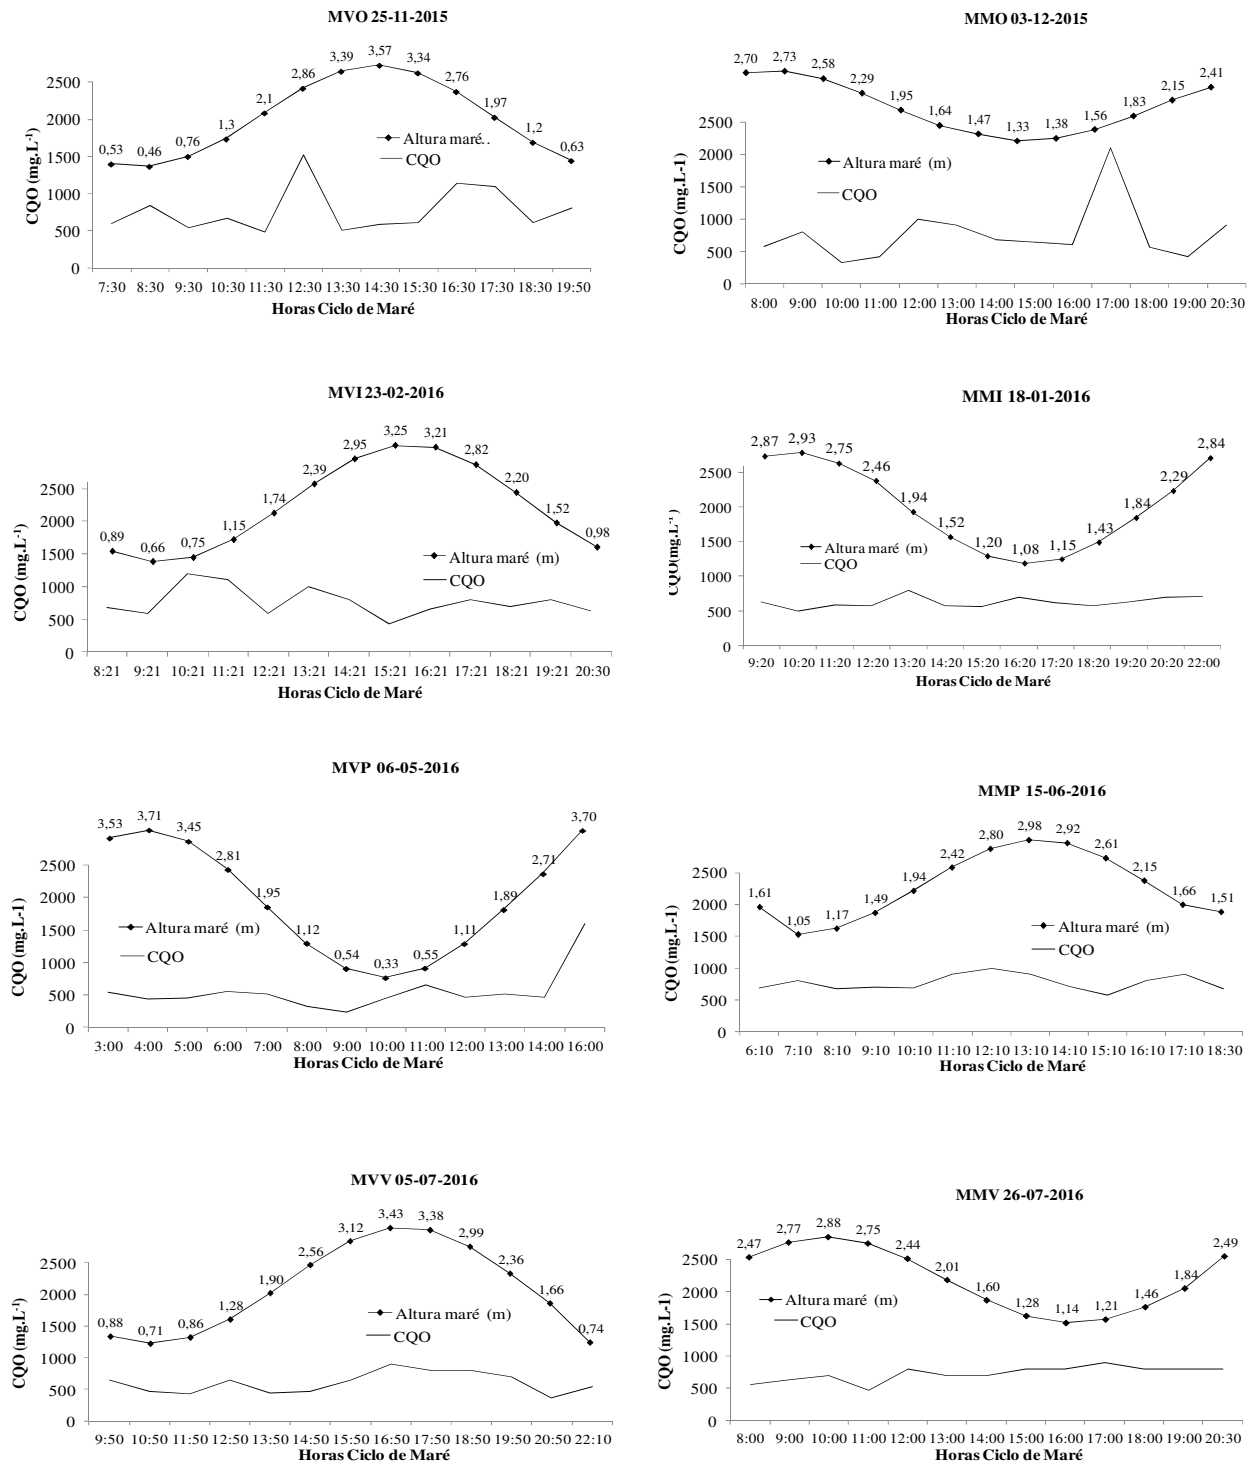 MVO 25-11-2015
0,53 0,46 0,76 1,3 2,1 2,86 3,39 3,57 3,34 2,76 1,97 1,2 0,63
CQO (mg.L-1)
2500
2000
1500
1000
500
0
Altura maré..
CQO
7:30 8:30 9:30 10:30 11:30 12:30 13:30 14:30 15:30 16:30 17:30 18:30 19:50
Horas Ciclo de Maré
MMO 03-12-2015
2,70 2,73 2,58 2,29 1,95 1,64 1,47 1,33 1,38 1,56 1,83 2,15 2,41
CQO (mg.L-1)
2500
2000
1500
1000
500
0
Altura maré (m)
CQO
8:00 9:00 10:00 11:00 12:00 13:00 14:00 15:00 16:00 17:00 18:00 19:00 20:30
Horas Ciclo de Maré
MVI 23-02-2016
0,89 0,66 0,75 1,15 1,74 2,39 2,95 3,25 3,21 2,82 2,20 1,52 0,98
CQO (mg.L-1)
2500
2000
1500
1000
500
0
Altura maré (m)
CQO
8:21 9:21 10:21 11:21 12:21 13:21 14:21 15:21 16:21 17:21 18:21 19:21 20:30
Horas Ciclo de Maré
MMI 18-01-2016
2,87 2,93 2,75 2,46 1,94 1,52 1,20 1,08 1,15 1,43 1,84 2,29 2,84
CQO(mg.L-1)
2500
2000
1500
1000
500
0
Altura maré (m)
CQO
9:20 10:20 11:20 12:20 13:20 14:20 15:20 16:20 17:20 18:20 19:20 20:20 22:00
Horas Ciclo de Maré
MVP 06-05-2016
3,53 3,71 3,45 2,81 1,95 1,12 0,54 0,33 0,55 1,11 1,89 2,71 3,70
CQO (mg.L-1)
2500
2000
1500
1000
500
0
Altura maré (m)
CQO
3:00 4:00 5:00 6:00 7:00 8:00 9:00 10:00 11:00 12:00 13:00 14:00 16:00
Horas Ciclo de Maré
MMP 15-06-2016
1,61 1,05 1,17 1,49 1,94 2,42 2,80 2,98 2,92 2,61 2,15 1,66 1,51
CQO (mg.L-1)
2500
2000
1500
1000
500
0
Altura maré (m)
CQO
6:10 7:10 8:10 9:10 10:10 11:10 12:10 13:10 14:10 15:10 16:10 17:10 18:30
Horas Ciclo de Maré
MVV 05-07-2016
0,88 0,71 0,86 1,28 1,90 2,56 3,12 3,43 3,38 2,99 2,36 1,66 0,74
CQO (mg.L-1)
2500
2000
1500
1000
500
0
Altura maré (m)
CQO
9:50 10:50 11:50 12:50 13:50 14:50 15:50 16:50 17:50 18:50 19:50 20:50 22:10
Horas Ciclo de Maré
MMV 26-07-2016
2,47 2,77 2,88 2,75 2,44 2,01 1,60 1,28 1,14 1,21 1,46 1,84 2,49
CQO (mg.L-1)
2500
2000
1500
1000
500
0
Altura maré (m)
CQO
8:00 9:00 10:00 11:00 12:00 13:00 14:00 15:00 16:00 17:00 18:00 19:00 20:30
Horas Ciclo de Maré